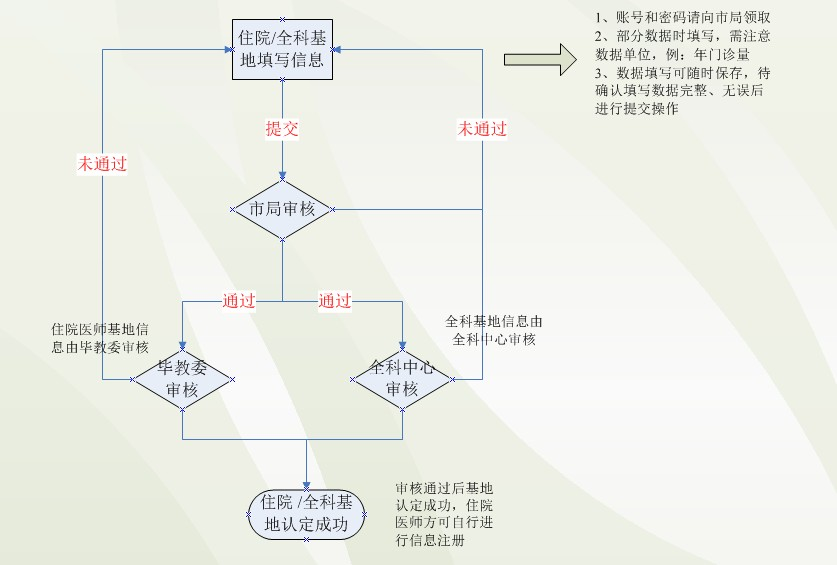 住院/全科基
地填写信息
1、账号和密码请向市局领取
2、部分数据时填写，需注意
数据单位，例：年门诊量
3、数据填写可随时保存，待
确认填写数据完整、无误后
进行提交操作
提交
未通过
未通过
市局审核
通过
通过
住院医师基地信
息由毕教委审核
全科基地信息由
全科中心审核
毕教委
审核
全科中心
审核
住院 /全科基
地认定成功
审核通过后基地
认定成功，住院
医师方可自行进
行信息注册